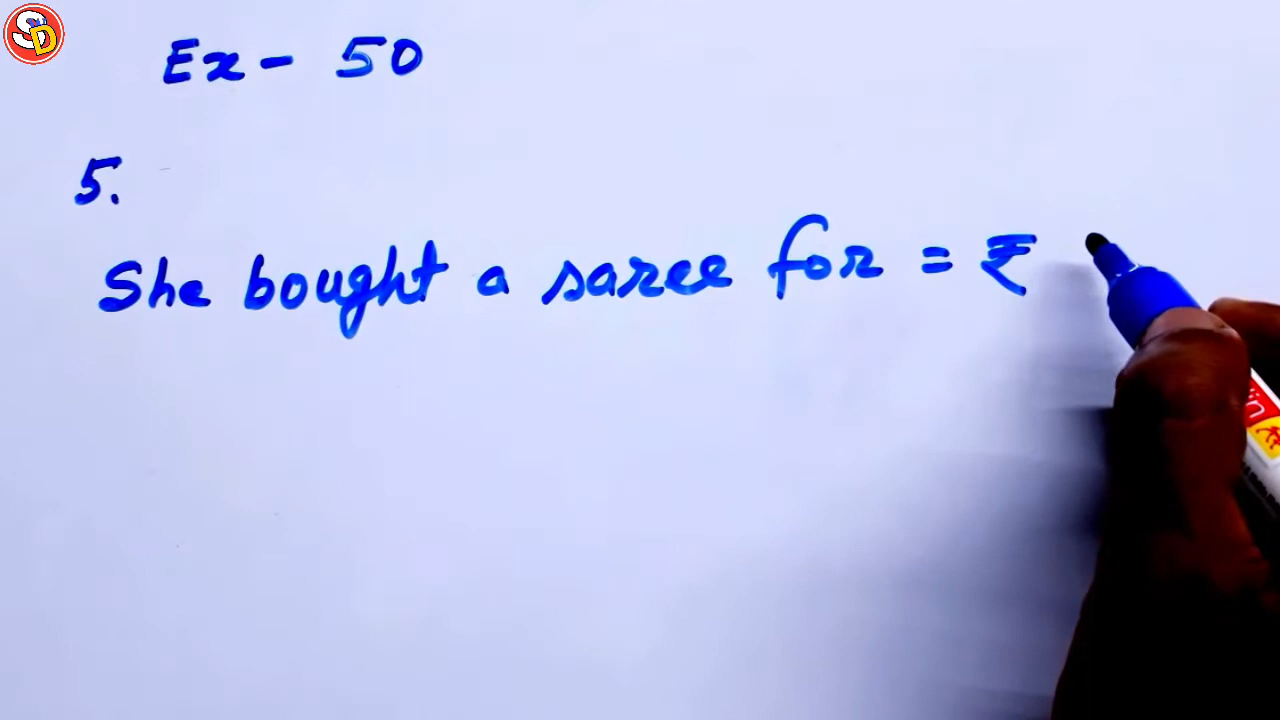 Ex - 50
5.
She bought a saree for = ₹